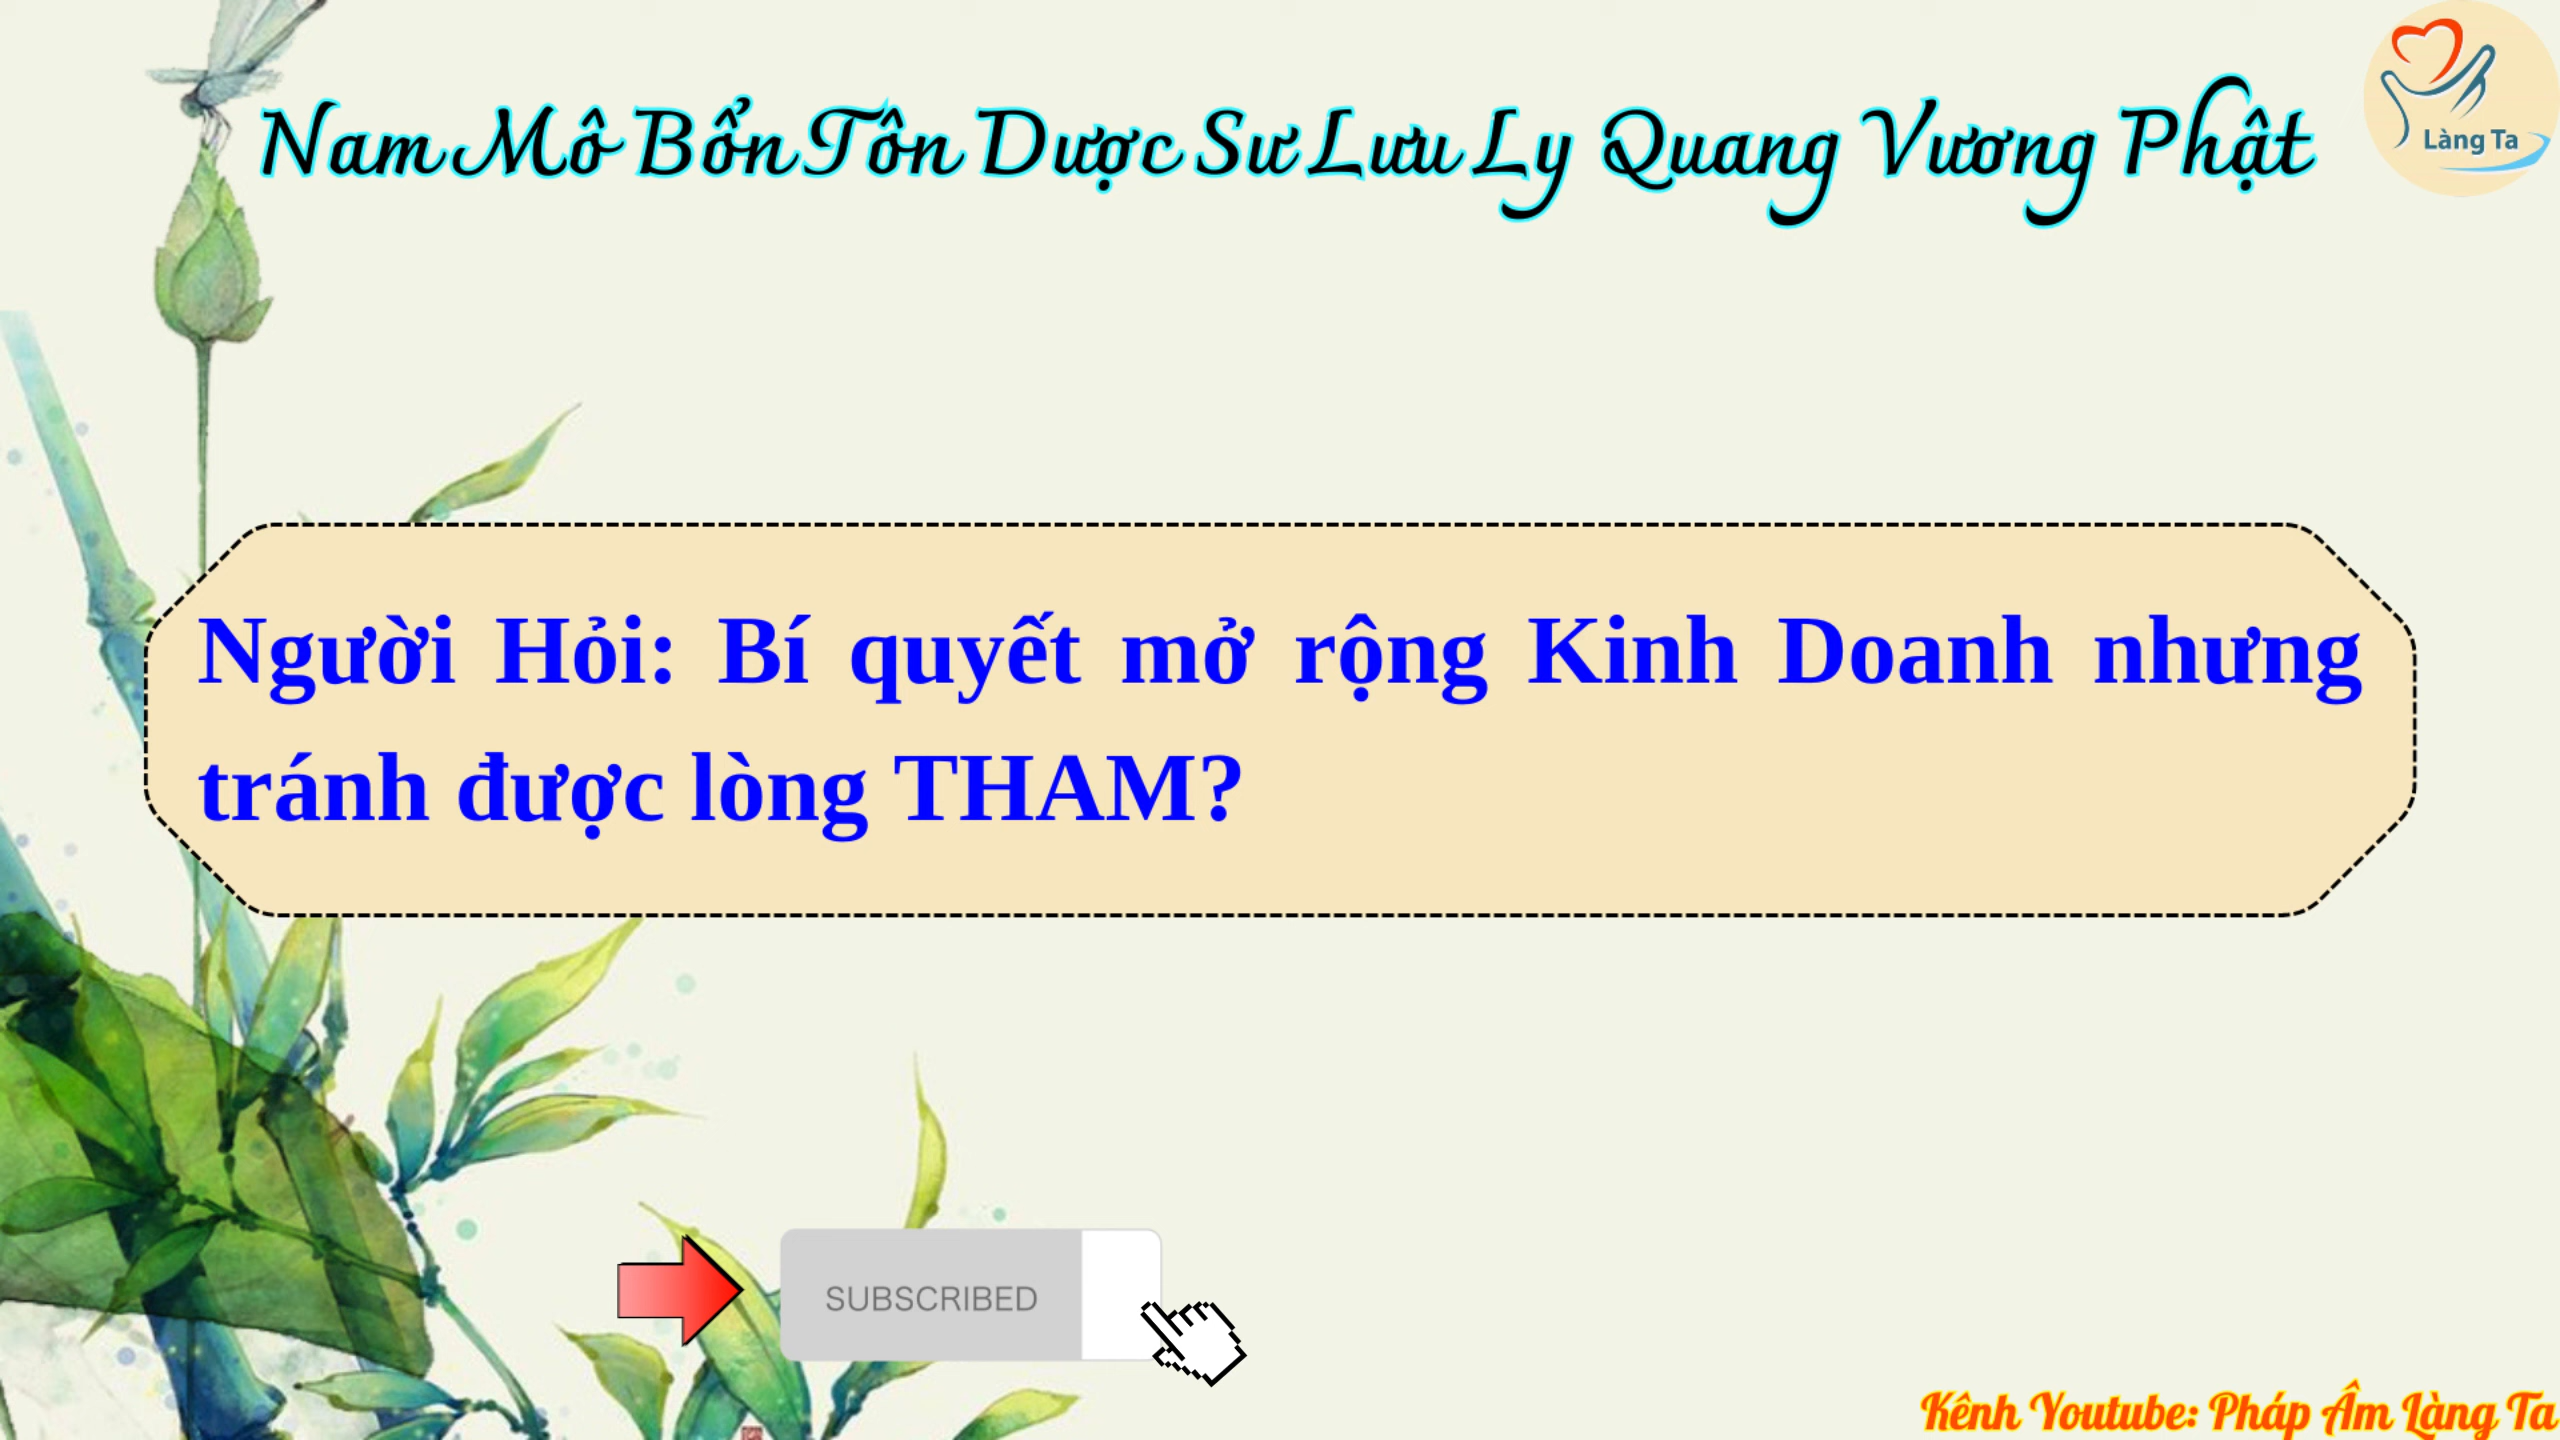 Nam Mô Bổn Tôn Dược Sư Lưu Ly Quang Vương Phật
Làng Ta
Người Hỏi: Bí quyết mở rộng Kinh Doanh nhưng
tránh được lòng THAM?
SUBSCRIBED
Kênh Youtube: Pháp Âm Làng Ta